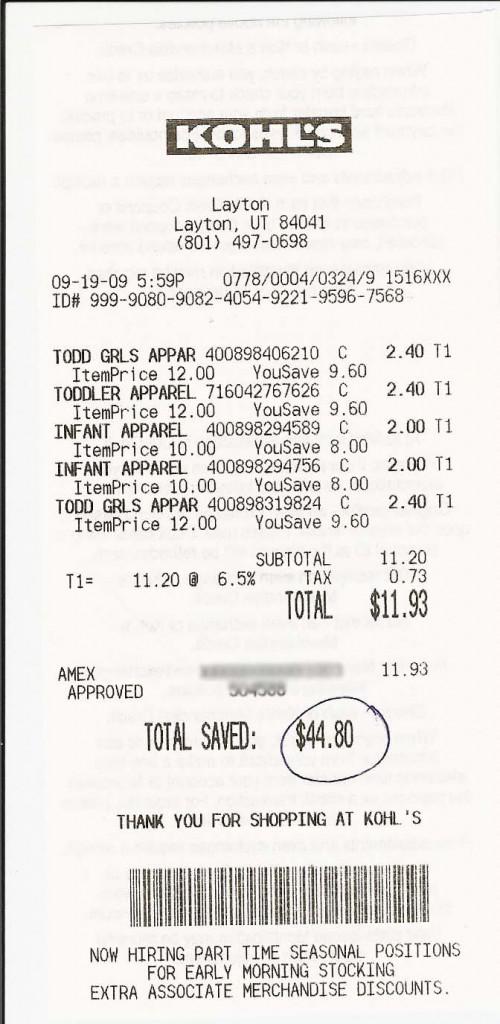 KOHL'S
Layton
Layton, UT 84041
(801) 497-0698
09-19-09 5:59P 0778/0004/0324/9 1516XXX
ID# 999-9080-9082-4054-9221-9596-7568
TODD GRLS APPAR 400898406210 C 2.40 T1
ItemPrice 12.00 YouSave 9.60
TODDLER APPAREL 716042767626 C 2.40 T1
ItemPrice 12.00 YouSave 9.60
INFANT APPAREL 400898294589 C 2.00 T1
ItemPrice 10.00 YouSave 8.00
INFANT APPAREL 400898294756 C 2.00 T1
ItemPrice 10.00 YouSave 8.00
TODD GRLS APPAR 400898319824 C 2.40 T1
ItemPrice 12.00 YouSave 9.60
SUBTOTAL 11.20
T1= 11.20 @ 6.5% TAX 0.73
TOTAL $11.93
AMEX 11.93
APPROVED
TOTAL SAVED: $44.80
THANK YOU FOR SHOPPING AT KOHL'S
NOW HIRING PART TIME SEASONAL POSITIONS
FOR EARLY MORNING STOCKING
EXTRA ASSOCIATE MERCHANDISE DISCOUNTS.